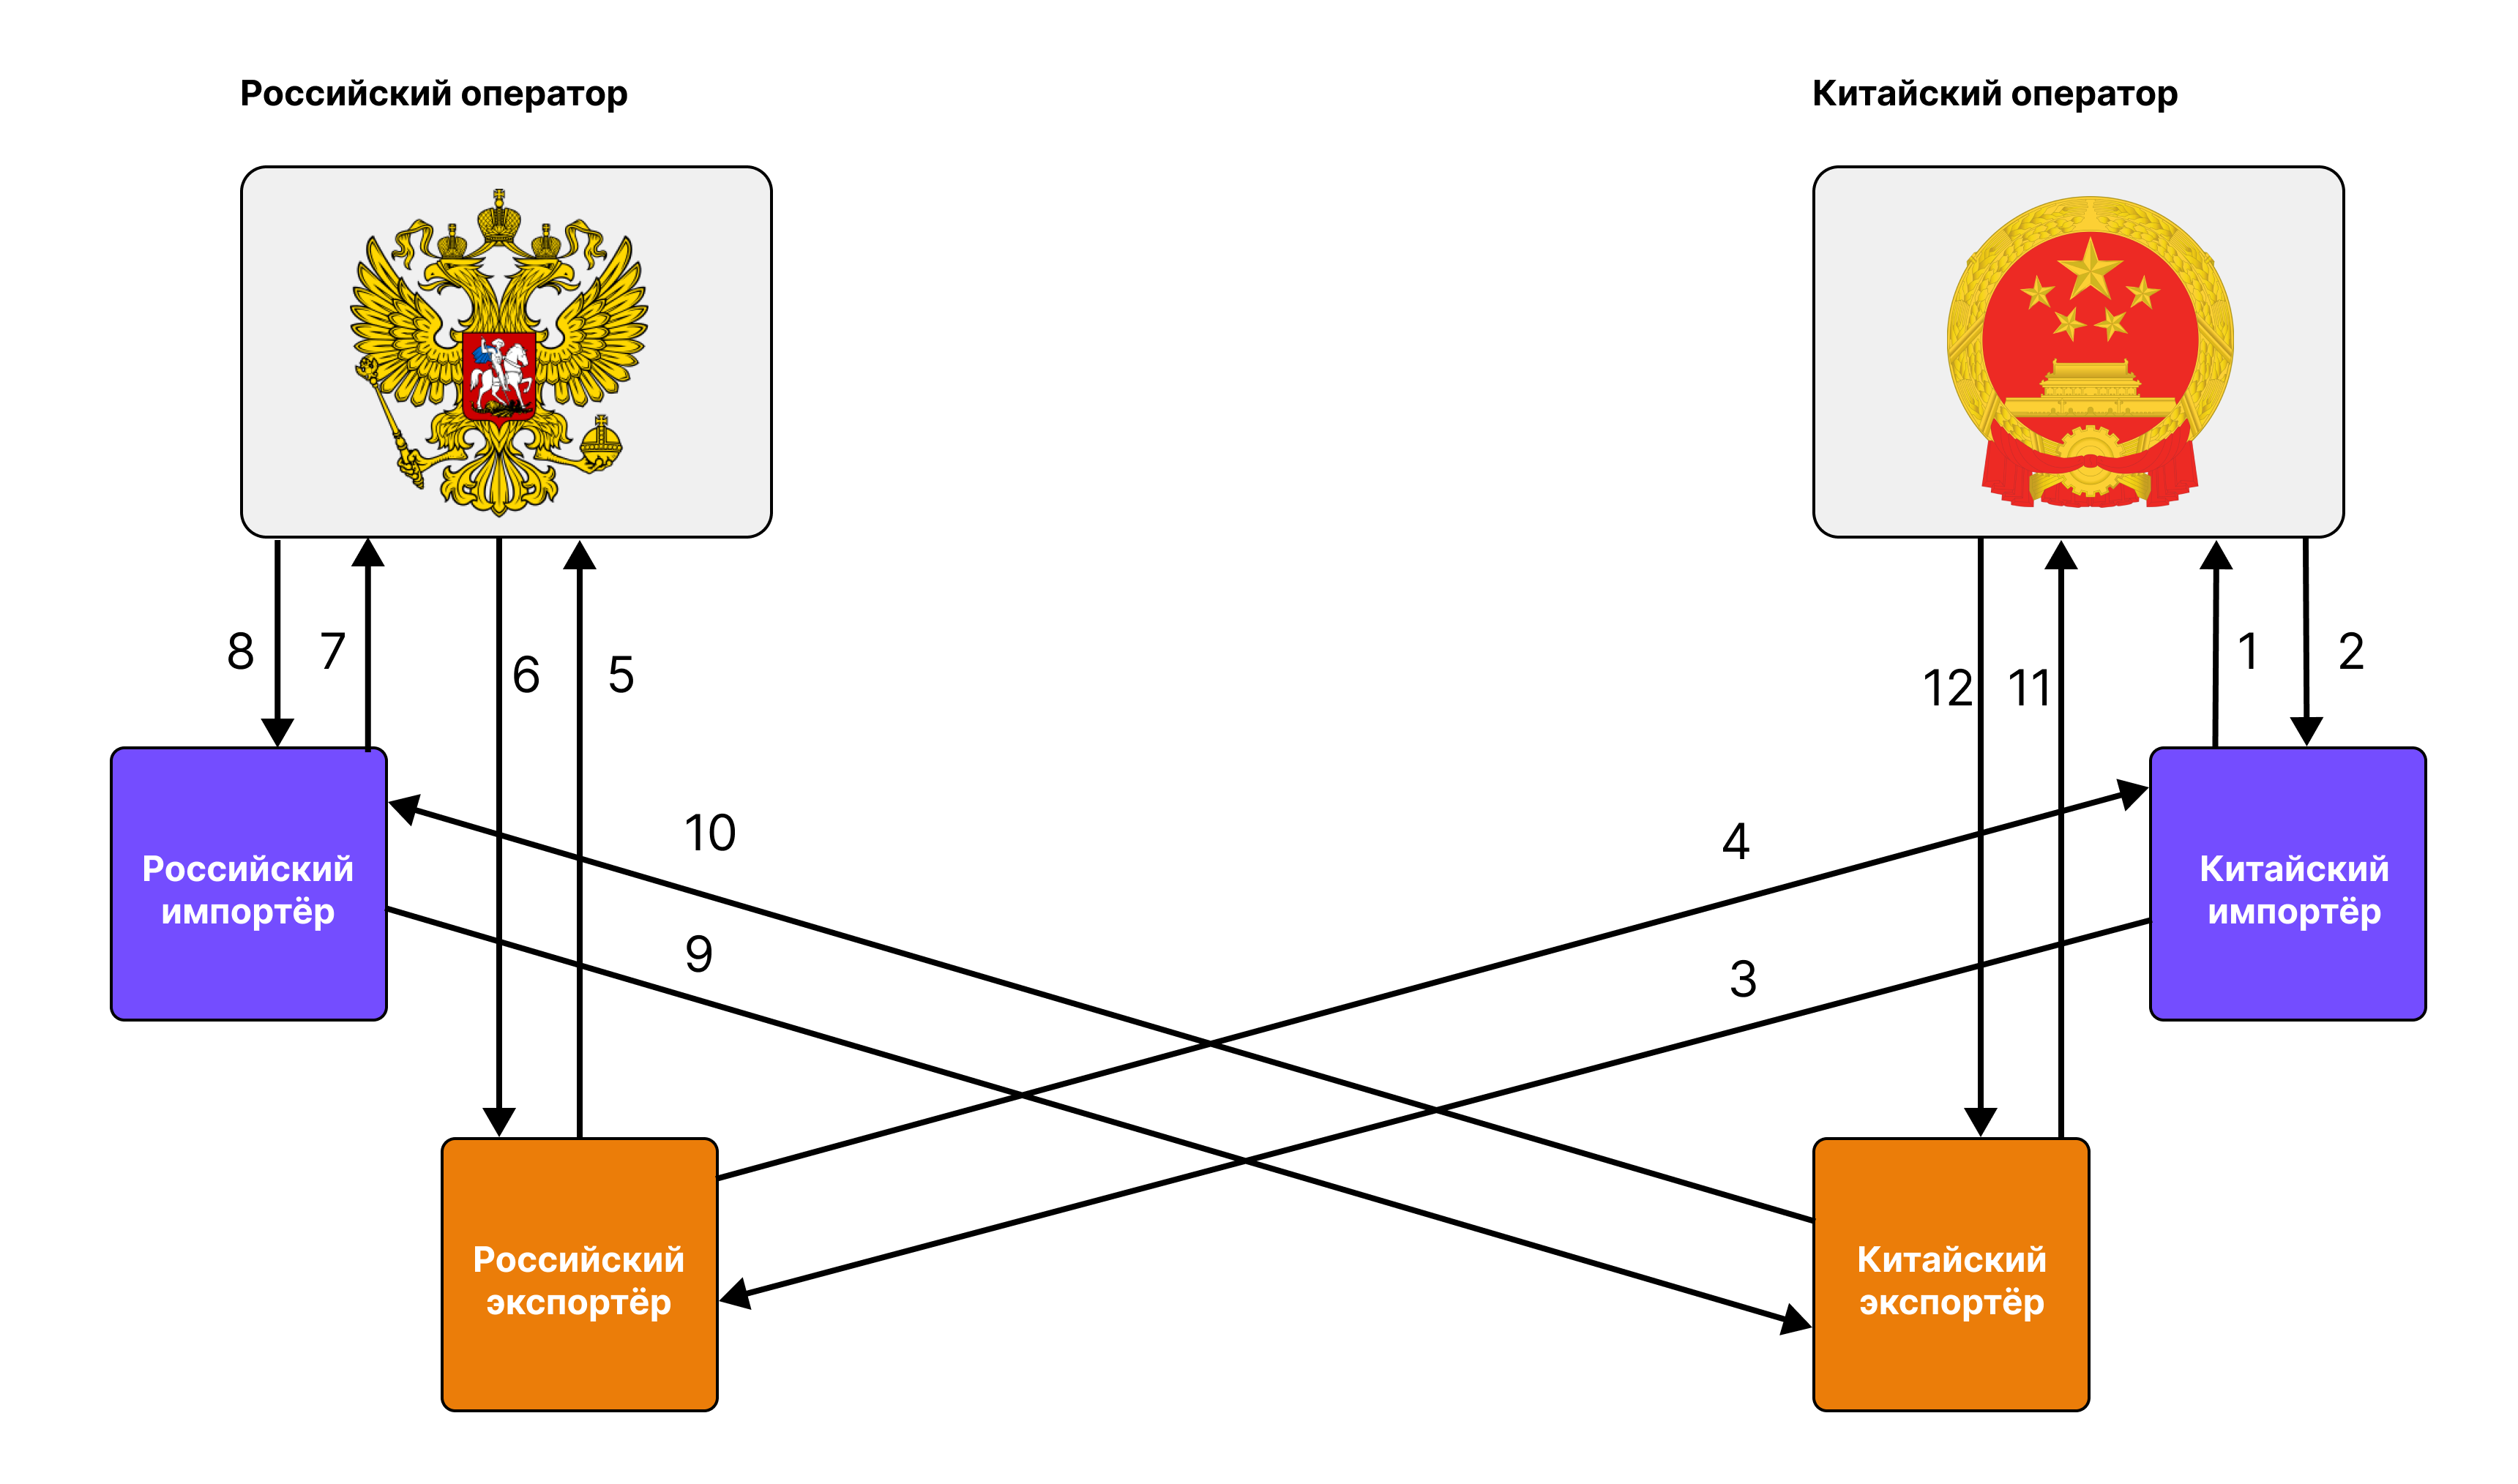 Российский оператор
Китайский оператор
8
7
6
5
12
11
1
2
10
4
9
3
Российский
импортёр
Китайский
импортёр
Российский
экспортёр
Китайский
экспортёр